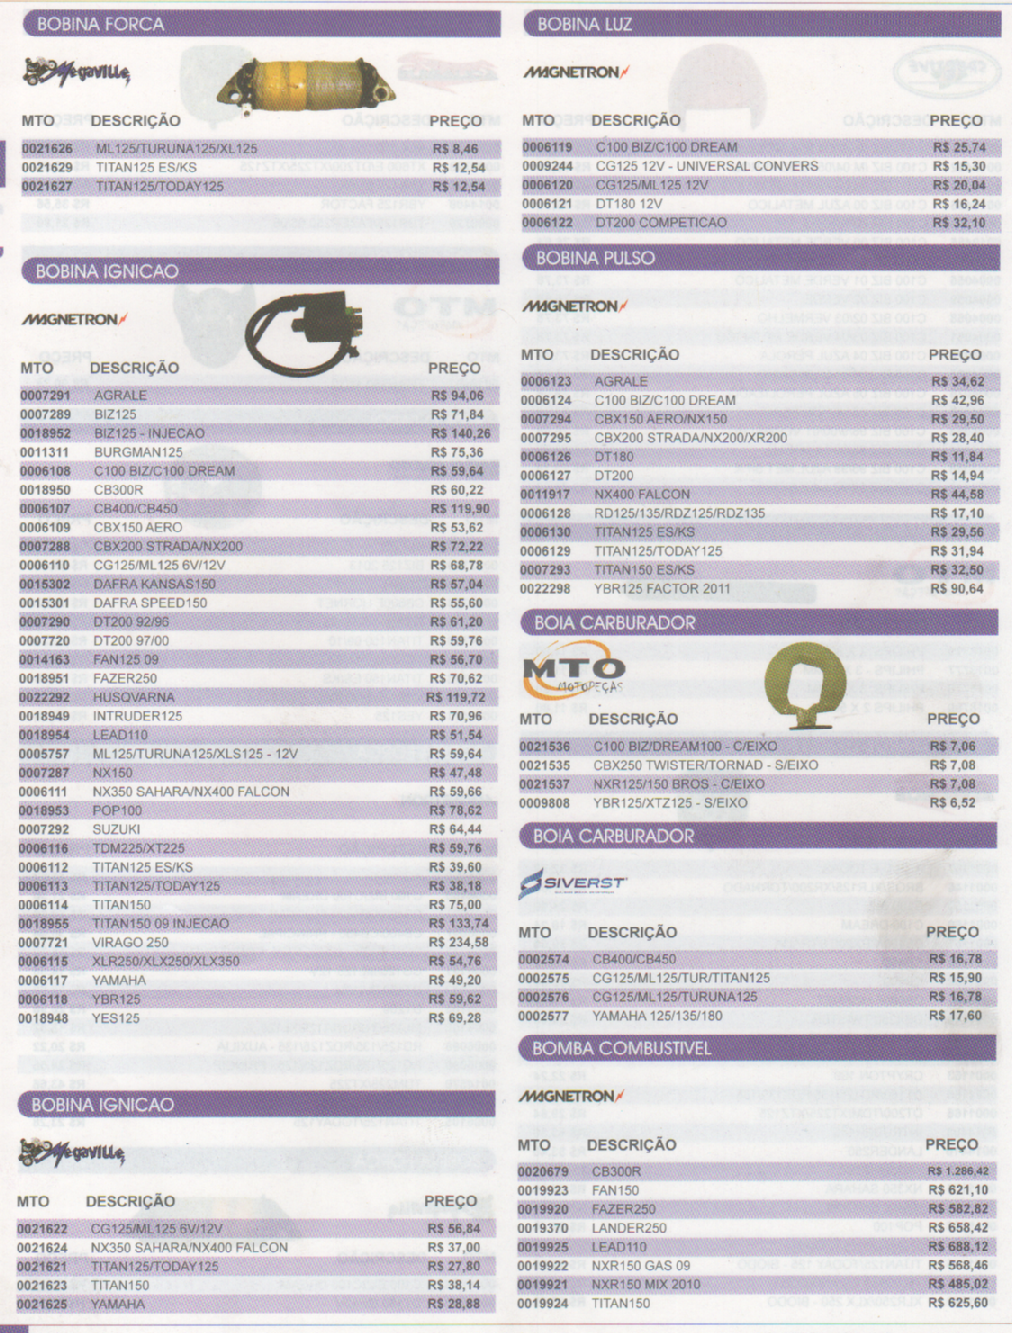 BOBINA FORCA
Megaville
MTO DESCRIÇÃO PREÇO
0021626 ML125/TURUNA125/XL125 R$ 8,46
0021629 TITAN125 ES/KS R$ 12,54
0021627 TITAN125/TODAY125 R$ 12,54
BOBINA IGNICAO
MAGNETRON
MTO DESCRIÇÃO PREÇO
0007291 AGRALE R$ 94,06
0007289 BIZ125 R$ 71,84
0018952 BIZ125 - INJECAO R$ 140,26
0011311 BURGMAN125 R$ 75,36
0006108 C100 BIZ/C100 DREAM R$ 59,64
0018950 CB300R R$ 60,22
0006107 CB400/CB450 R$ 119,90
0006109 CBX150 AERO R$ 53,62
0007288 CBX200 STRADA/NX200 R$ 72,22
0006110 CG125/ML125 6V/12V R$ 68,78
0015302 DAFRA KANSAS150 R$ 57,04
0015301 DAFRA SPEED150 R$ 55,60
0007290 DT200 92/96 R$ 61,20
0007720 DT200 97/00 R$ 59,76
0014163 FAN125 09 R$ 56,70
0018951 FAZER250 R$ 70,62
0022292 HUSQVARNA R$ 119,72
0018949 INTRUDER125 R$ 70,96
0018954 LEAD110 R$ 51,54
0005757 ML125/TURUNA125/XLS125 - 12V R$ 59,64
0007287 NX150 R$ 47,48
0006111 NX350 SAHARA/NX400 FALCON R$ 59,66
0018953 POP100 R$ 78,62
0007292 SUZUKI R$ 64,44
0006116 TDM225/XT225 R$ 59,76
0006112 TITAN125 ES/KS R$ 39,60
0006113 TITAN125/TODAY125 R$ 38,18
0006114 TITAN150 R$ 75,00
0018955 TITAN150 09 INJECAO R$ 133,74
0007721 VIRAGO 250 R$ 234,58
0006115 XLR250/XLX250/XLX350 R$ 54,76
0006117 YAMAHA R$ 49,20
0006118 YBR125 R$ 59,62
0018948 YES125 R$ 69,28
BOBINA IGNICAO
Megaville
MTO DESCRIÇÃO PREÇO
0021622 CG125/ML125 6V/12V R$ 56,84
0021624 NX350 SAHARA/NX400 FALCON R$ 37,00
0021621 TITAN125/TODAY125 R$ 27,80
0021623 TITAN150 R$ 38,14
0021625 YAMAHA R$ 28,88
BOBINA LUZ
MAGNETRON
MTO DESCRIÇÃO PREÇO
0006119 C100 BIZ/C100 DREAM R$ 25,74
0009244 CG125 12V - UNIVERSAL CONVERS R$ 15,30
0006120 CG125/ML125 12V R$ 20,04
0006121 DT180 12V R$ 16,24
0006122 DT200 COMPETICAO R$ 32,10
BOBINA PULSO
MAGNETRON
MTO DESCRIÇÃO PREÇO
0006123 AGRALE R$ 34,62
0006124 C100 BIZ/C100 DREAM R$ 42,96
0007294 CBX150 AERO/NX150 R$ 29,50
0007295 CBX200 STRADA/NX200/XR200 R$ 28,40
0006126 DT180 R$ 11,84
0006127 DT200 R$ 14,94
0011917 NX400 FALCON R$ 44,58
0006128 RD125/135/RDZ125/RDZ135 R$ 17,10
0006130 TITAN125 ES/KS R$ 29,56
0006129 TITAN125/TODAY125 R$ 31,94
0007293 TITAN150 ES/KS R$ 32,50
0022298 YBR125 FACTOR 2011 R$ 90,64
BOIA CARBURADOR
MTO
MOTOPEÇAS
MTO DESCRIÇÃO PREÇO
0021536 C100 BIZ/DREAM100 - C/EIXO R$ 7,06
0021535 CBX250 TWISTER/TORNAD - S/EIXO R$ 7,08
0021537 NXR125/150 BROS - C/EIXO R$ 7,08
0009808 YBR125/XTZ125 - S/EIXO R$ 6,52
BOIA CARBURADOR
SIVERST
MTO DESCRIÇÃO PREÇO
0002574 CB400/CB450 R$ 16,78
0002575 CG125/ML125/TUR/TITAN125 R$ 15,90
0002576 CG125/ML125/TURUNA125 R$ 16,78
0002577 YAMAHA 125/135/180 R$ 17,60
BOMBA COMBUSTIVEL
MAGNETRON
MTO DESCRIÇÃO PREÇO
0020679 CB300R R$ 1.286,42
0019923 FAN150 R$ 621,10
0019920 FAZER250 R$ 582,82
0019370 LANDER250 R$ 658,42
0019925 LEAD110 R$ 688,12
0019922 NXR150 GAS 09 R$ 568,46
0019921 NXR150 MIX 2010 R$ 485,02
0019924 TITAN150 R$ 625,60